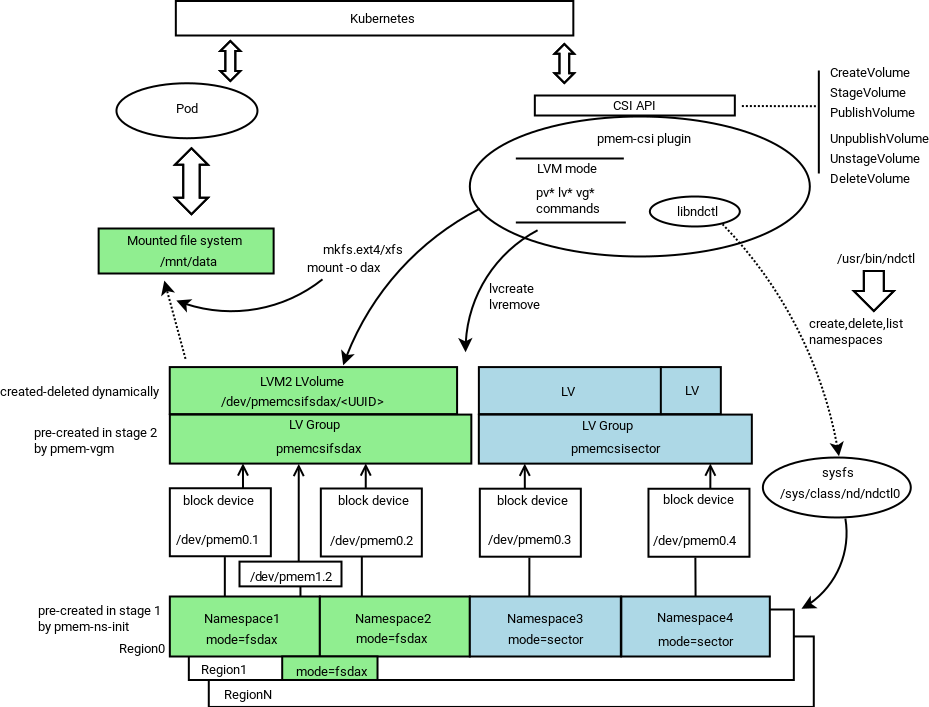 Kubernetes
Pod
CSI API
pmem-csi plugin
LVM mode
pv* lv* vg*
commands
libndctl
CreateVolume
StageVolume
PublishVolume
UnpublishVolume
UnstageVolume
DeleteVolume
Mounted file system
/mnt/data
mkfs.ext4/xfs
mount -o dax
lvcreate
lvremove
/usr/bin/ndctl
create,delete,list
namespaces
created-deleted dynamically
LVM2 LVolume
/dev/pmemcsifsdax/<UUID>
LV
LV
pre-created in stage 2
by pmem-vgm
LV Group
pmemcsifsdax
LV Group
pmemcsisector
sysfs
/sys/class/nd/ndctl0
block device
/dev/pmem0.1
block device
/dev/pmem0.2
block device
/dev/pmem0.3
block device
/dev/pmem0.4
/dev/pmem1.2
pre-created in stage 1
by pmem-ns-init
Region0
Namespace1
mode=fsdax
Namespace2
mode=fsdax
Namespace3
mode=sector
Namespace4
mode=sector
Region1
mode=fsdax
RegionN